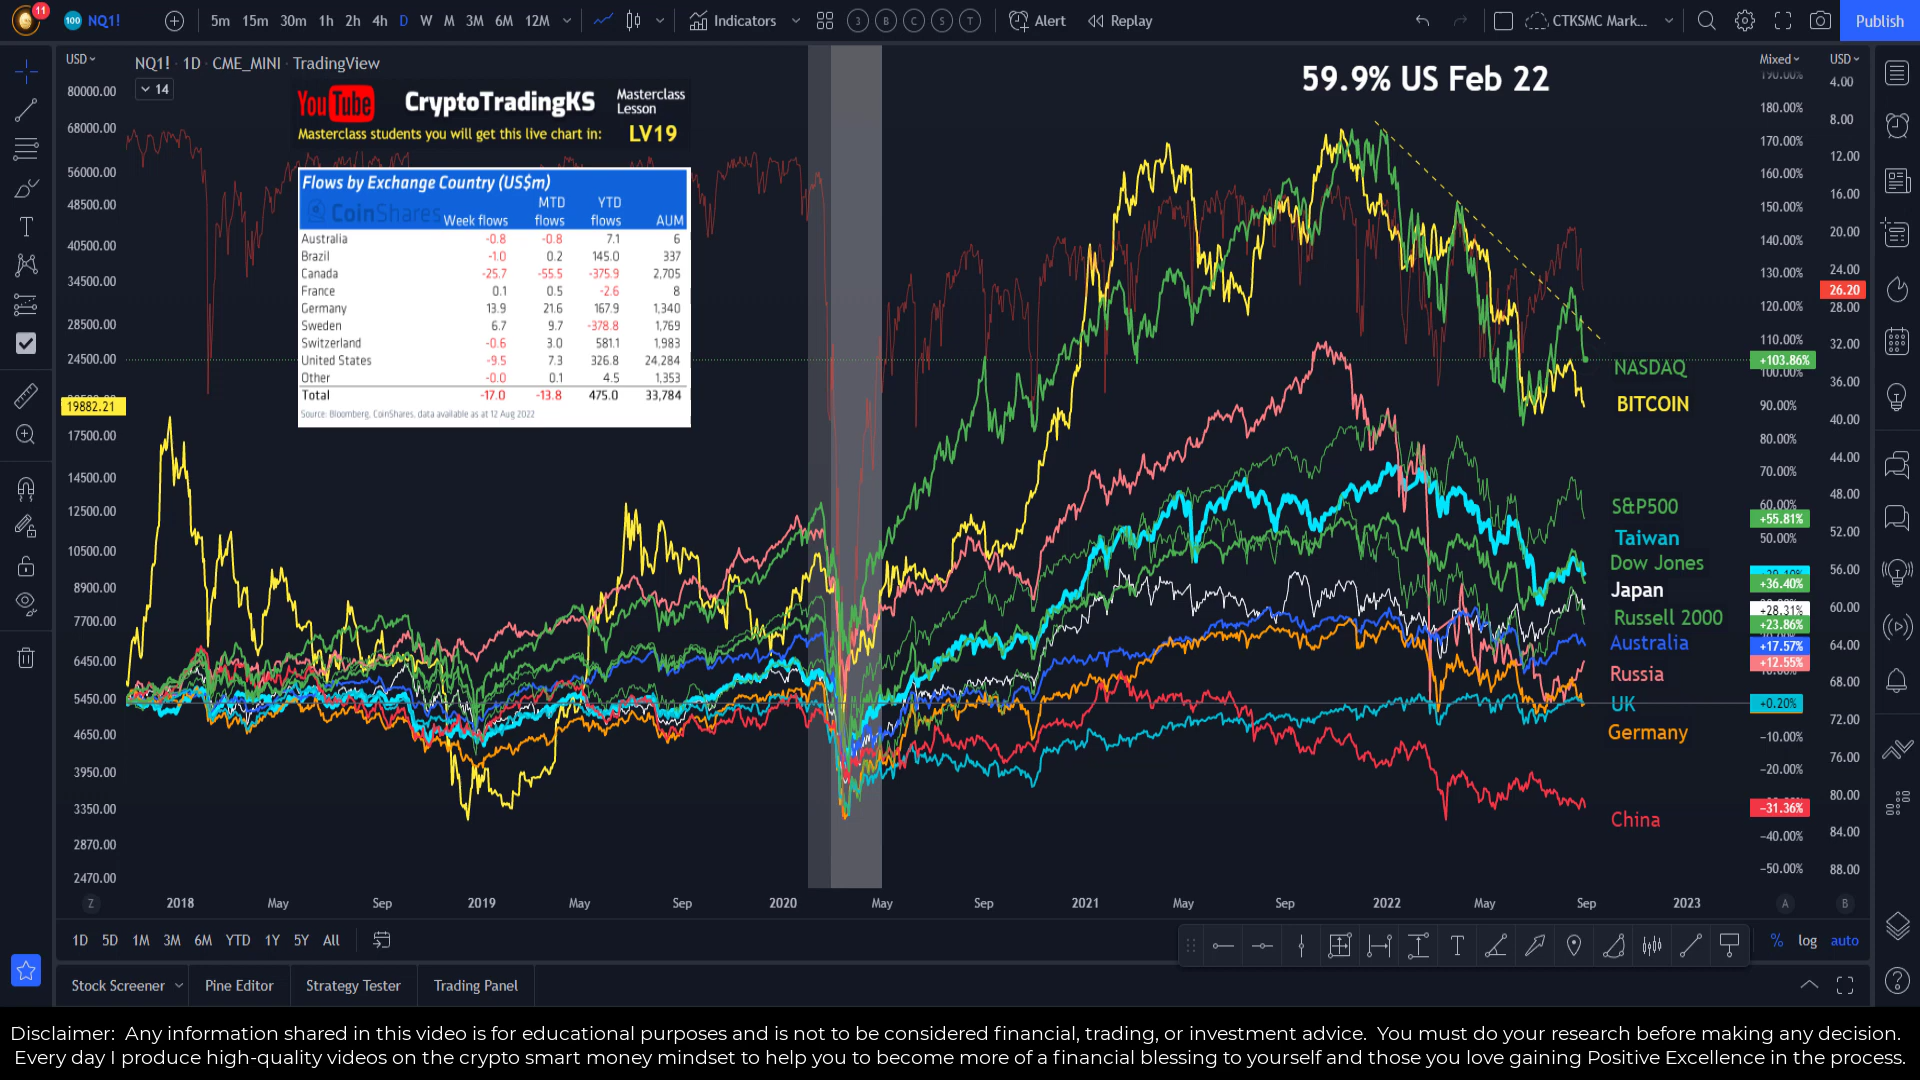 11
100 NQ1!
5m 15m 30m 1h 2h 4h D W M 3M 6M 12M
Indicators
3 B C S T
Alert
Replay
CTKSMC Mark...
Publish
USD
NQ1! · 1D · CME_MINI · TradingView
14
YouTube
CryptoTradingKS
Masterclass
Lesson
Masterclass students you will get this live chart in:
LV19
59.9% US Feb 22
Flows by Exchange Country (US$m)
CoinShares
Week flows MTD flows YTD flows AUM
Australia -0.8 -0.8 7.1 6
Brazil -1.0 0.2 145.0 337
Canada -25.7 -55.5 -375.9 2,705
France 0.1 0.5 -2.6 8
Germany 13.9 21.6 167.9 1,340
Sweden 6.7 9.7 -378.8 1,769
Switzerland -0.6 3.0 581.1 1,983
United States -9.5 7.3 326.8 24,284
Other -0.0 0.1 4.5 1,353
Total -17.0 -13.8 475.0 33,784
Source: Bloomberg, CoinShares, data available as at 12 Aug 2022
80000.00
68000.00
56000.00
48500.00
40500.00
34500.00
28500.00
24500.00
19882.21
17500.00
14500.00
12500.00
10500.00
8900.00
7700.00
6450.00
5450.00
4650.00
3950.00
3350.00
2870.00
2470.00
NASDAQ
BITCOIN
S&P500
Taiwan
Dow Jones
Japan
Russell 2000
Australia
Russia
UK
Germany
China
Mixed
190.00%
180.00%
170.00%
160.00%
150.00%
140.00%
130.00%
120.00%
110.00%
+103.86%
100.00%
90.00%
80.00%
70.00%
60.00%
+55.81%
50.00%
+36.40%
+28.31%
+23.86%
+17.57%
+12.55%
+0.20%
−10.00%
−20.00%
−31.36%
−40.00%
−50.00%
USD
4.00
8.00
12.00
16.00
20.00
24.00
26.20
28.00
32.00
36.00
40.00
44.00
48.00
52.00
56.00
60.00
64.00
68.00
72.00
76.00
80.00
84.00
88.00
Z 2018 May Sep 2019 May Sep 2020 May Sep 2021 May Sep 2022 May Sep 2023 A B
1D 5D 1M 3M 6M YTD 1Y 5Y All
% log auto
Stock Screener Pine Editor Strategy Tester Trading Panel
Disclaimer: Any information shared in this video is for educational purposes and is not to be considered financial, trading, or investment advice. You must do your research before making any decision.
Every day I produce high-quality videos on the crypto smart money mindset to help you to become more of a financial blessing to yourself and those you love gaining Positive Excellence in the process.